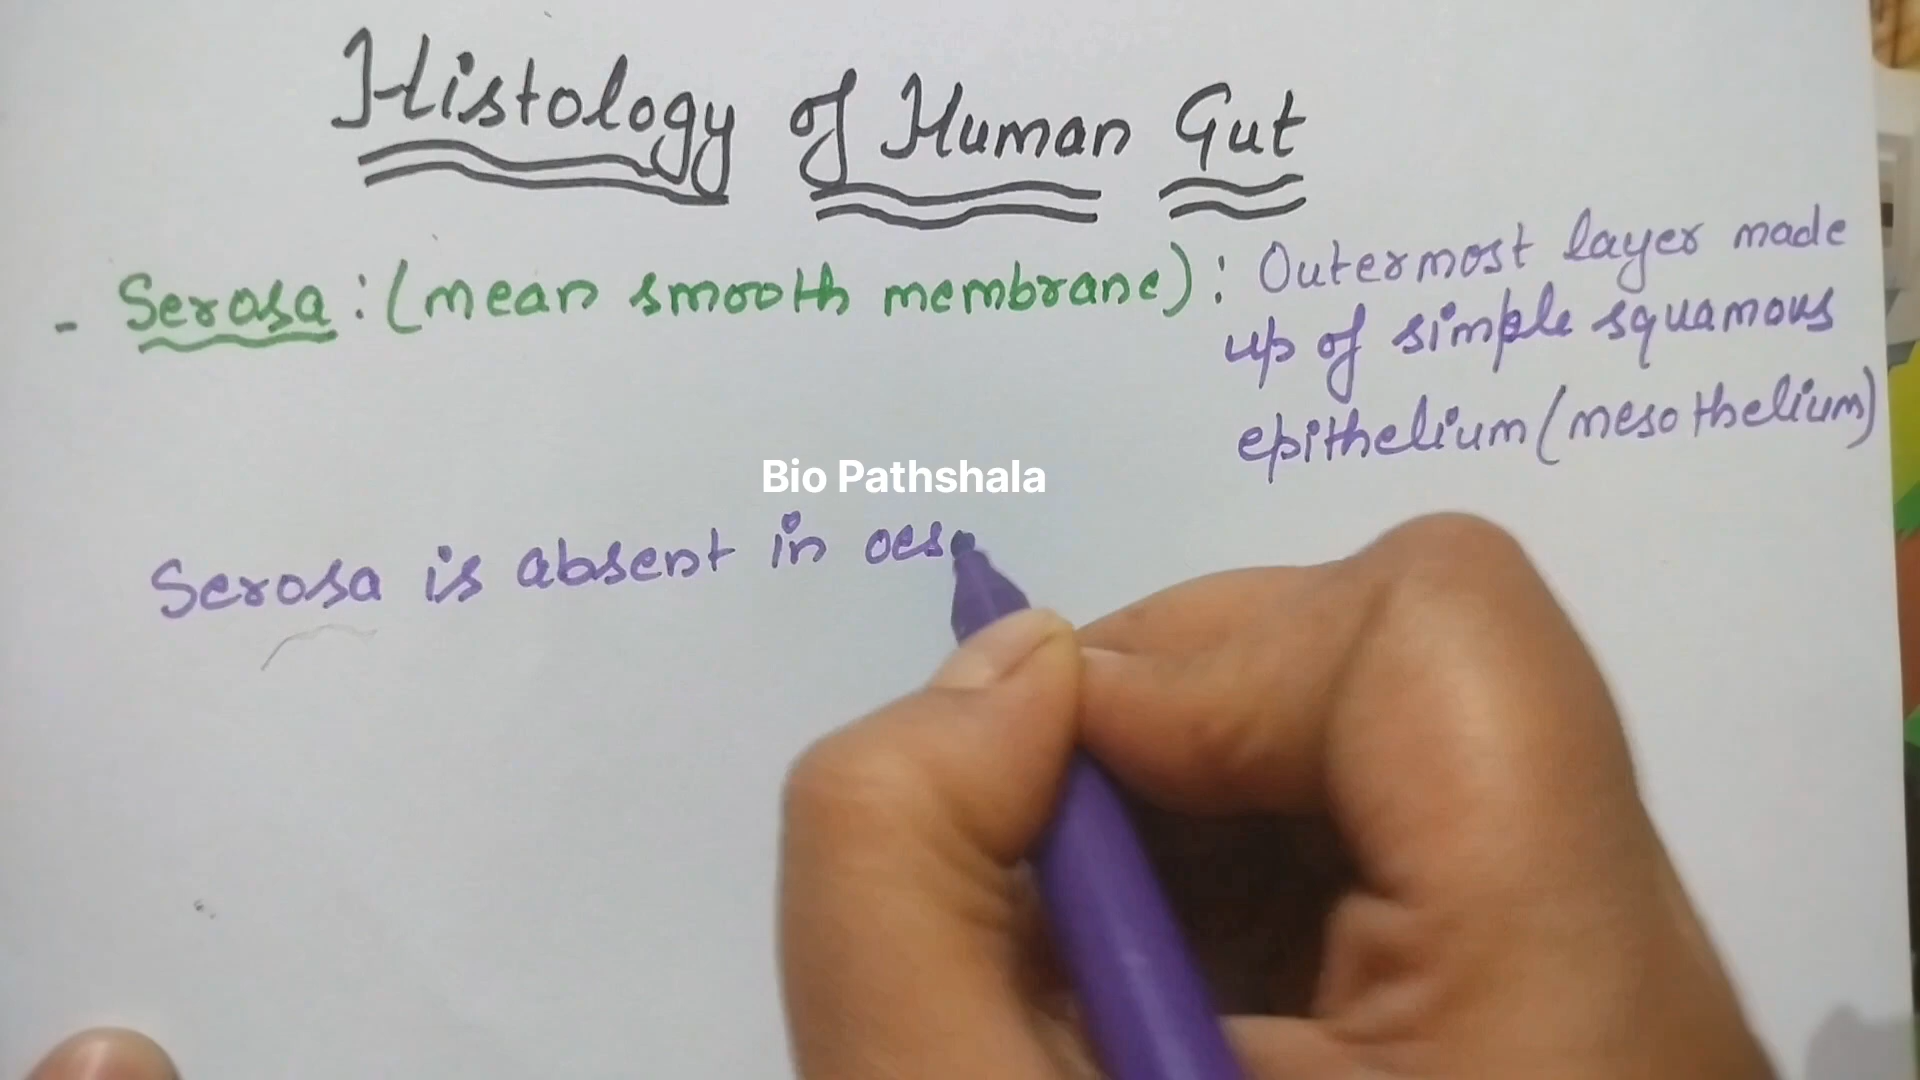 Histology of Human Gut
- Serosa : (mean smooth membrane) : Outermost layer made
up of simple squamous
epithelium (mesothelium)
Bio Pathshala
Serosa is absent in oes